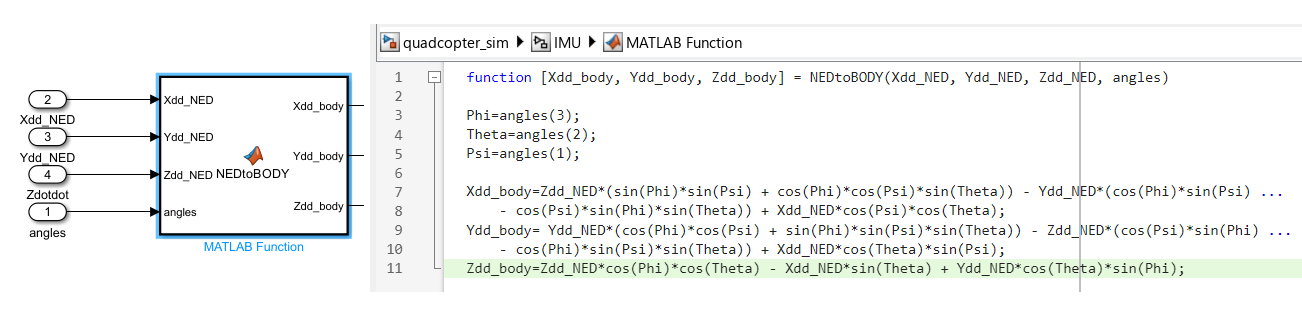 quadcopter_sim IMU MATLAB Function
2
Xdd_NED
3
Ydd_NED
4
Zdotdot
1
angles
Xdd_NED
Ydd_NED
Zdd_NED
angles
NEDtoBODY
Xdd_body
Ydd_body
Zdd_body
MATLAB Function
1 function [Xdd_body, Ydd_body, Zdd_body] = NEDtoBODY(Xdd_NED, Ydd_NED, Zdd_NED, angles)
2
3 Phi=angles(3);
4 Theta=angles(2);
5 Psi=angles(1);
6
7 Xdd_body=Zdd_NED*(sin(Phi)*sin(Psi) + cos(Phi)*cos(Psi)*sin(Theta)) - Ydd_NED*(cos(Phi)*sin(Psi) ...
8 - cos(Psi)*sin(Phi)*sin(Theta)) + Xdd_NED*cos(Psi)*cos(Theta);
9 Ydd_body= Ydd_NED*(cos(Phi)*cos(Psi) + sin(Phi)*sin(Psi)*sin(Theta)) - Zdd_NED*(cos(Psi)*sin(Phi) ...
10 - cos(Phi)*sin(Psi)*sin(Theta)) + Xdd_NED*cos(Theta)*sin(Psi);
11 Zdd_body=Zdd_NED*cos(Phi)*cos(Theta) - Xdd_NED*sin(Theta) + Ydd_NED*cos(Theta)*sin(Phi);